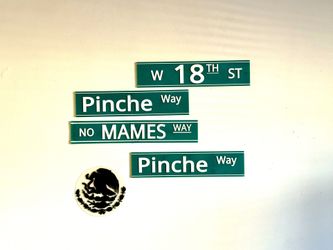 W 18TH ST
Pinche Way
NO MAMES WAY
Pinche Way